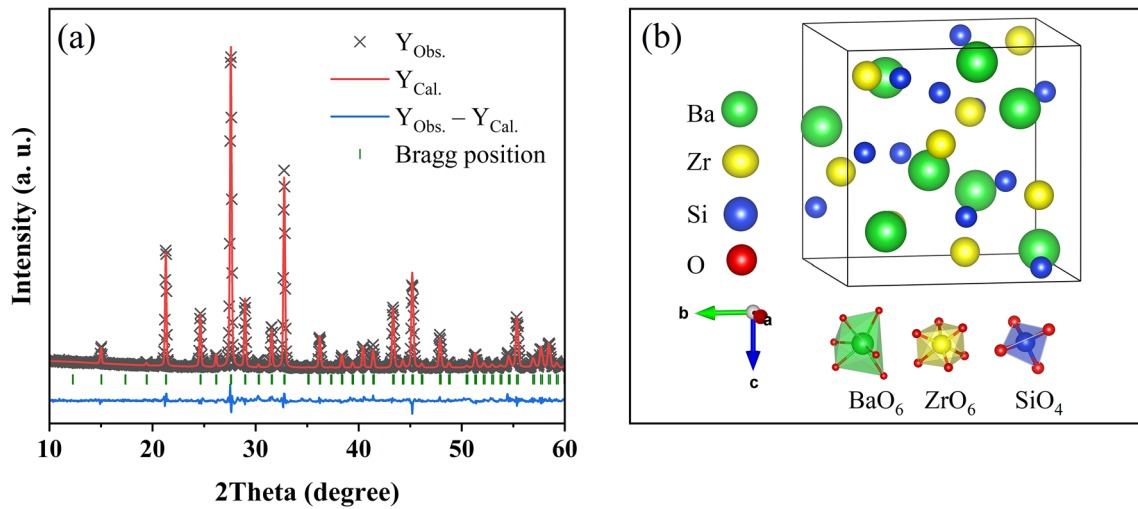 (a)
Y_Obs.
Y_Cal.
Y_Obs. – Y_Cal.
Bragg position
Intensity (a. u.)
10 20 30 40 50 60
2Theta (degree)
(b)
Ba
Zr
Si
O
b
a
c
BaO₆ ZrO₆ SiO₄